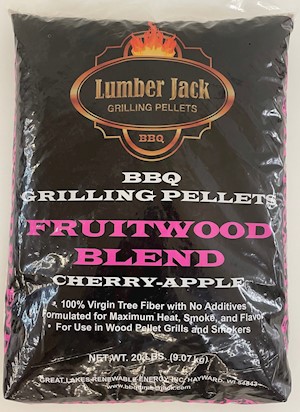 Lumber Jack
GRILLING PELLETS
BBQ
BBQ
GRILLING PELLETS
FRUITWOOD
BLEND
CHERRY-APPLE
• 100% Virgin Tree Fiber with No Additives
Formulated for Maximum Heat, Smoke, and Flavor
• For Use in Wood Pellet Grills and Smokers
NET WT. 20 LBS. (9.07kg)
GREAT LAKES RENEWABLE ENERGY, INC, HAYWARD, WI 54843